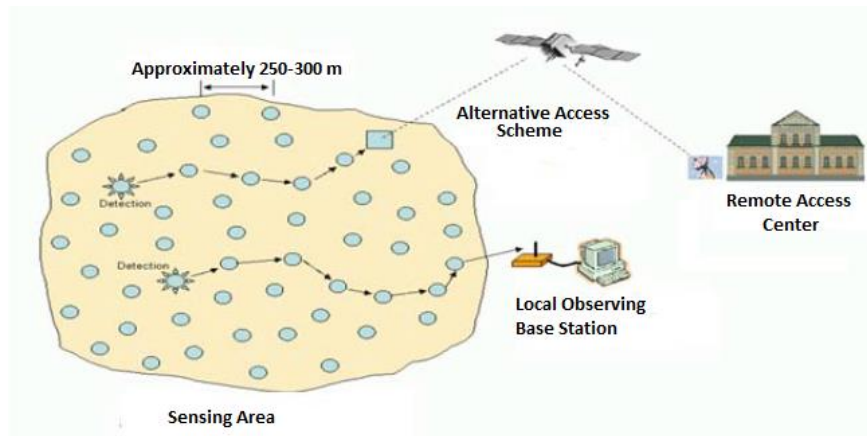 Approximately 250-300 m
Alternative Access
Scheme
Detection
Remote Access
Center
Detection
Local Observing
Base Station
Sensing Area